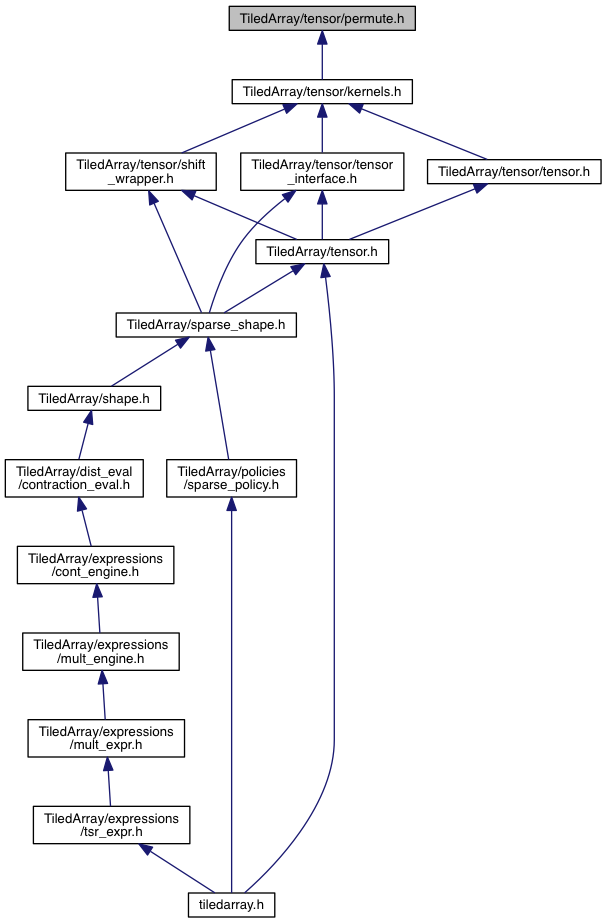 TiledArray/tensor/permute.h
TiledArray/tensor/kernels.h
TiledArray/tensor/shift
_wrapper.h
TiledArray/tensor/tensor
_interface.h
TiledArray/tensor/tensor.h
TiledArray/tensor.h
TiledArray/sparse_shape.h
TiledArray/shape.h
TiledArray/dist_eval
/contraction_eval.h
TiledArray/policies
/sparse_policy.h
TiledArray/expressions
/cont_engine.h
TiledArray/expressions
/mult_engine.h
TiledArray/expressions
/mult_expr.h
TiledArray/expressions
/tsr_expr.h
tiledarray.h